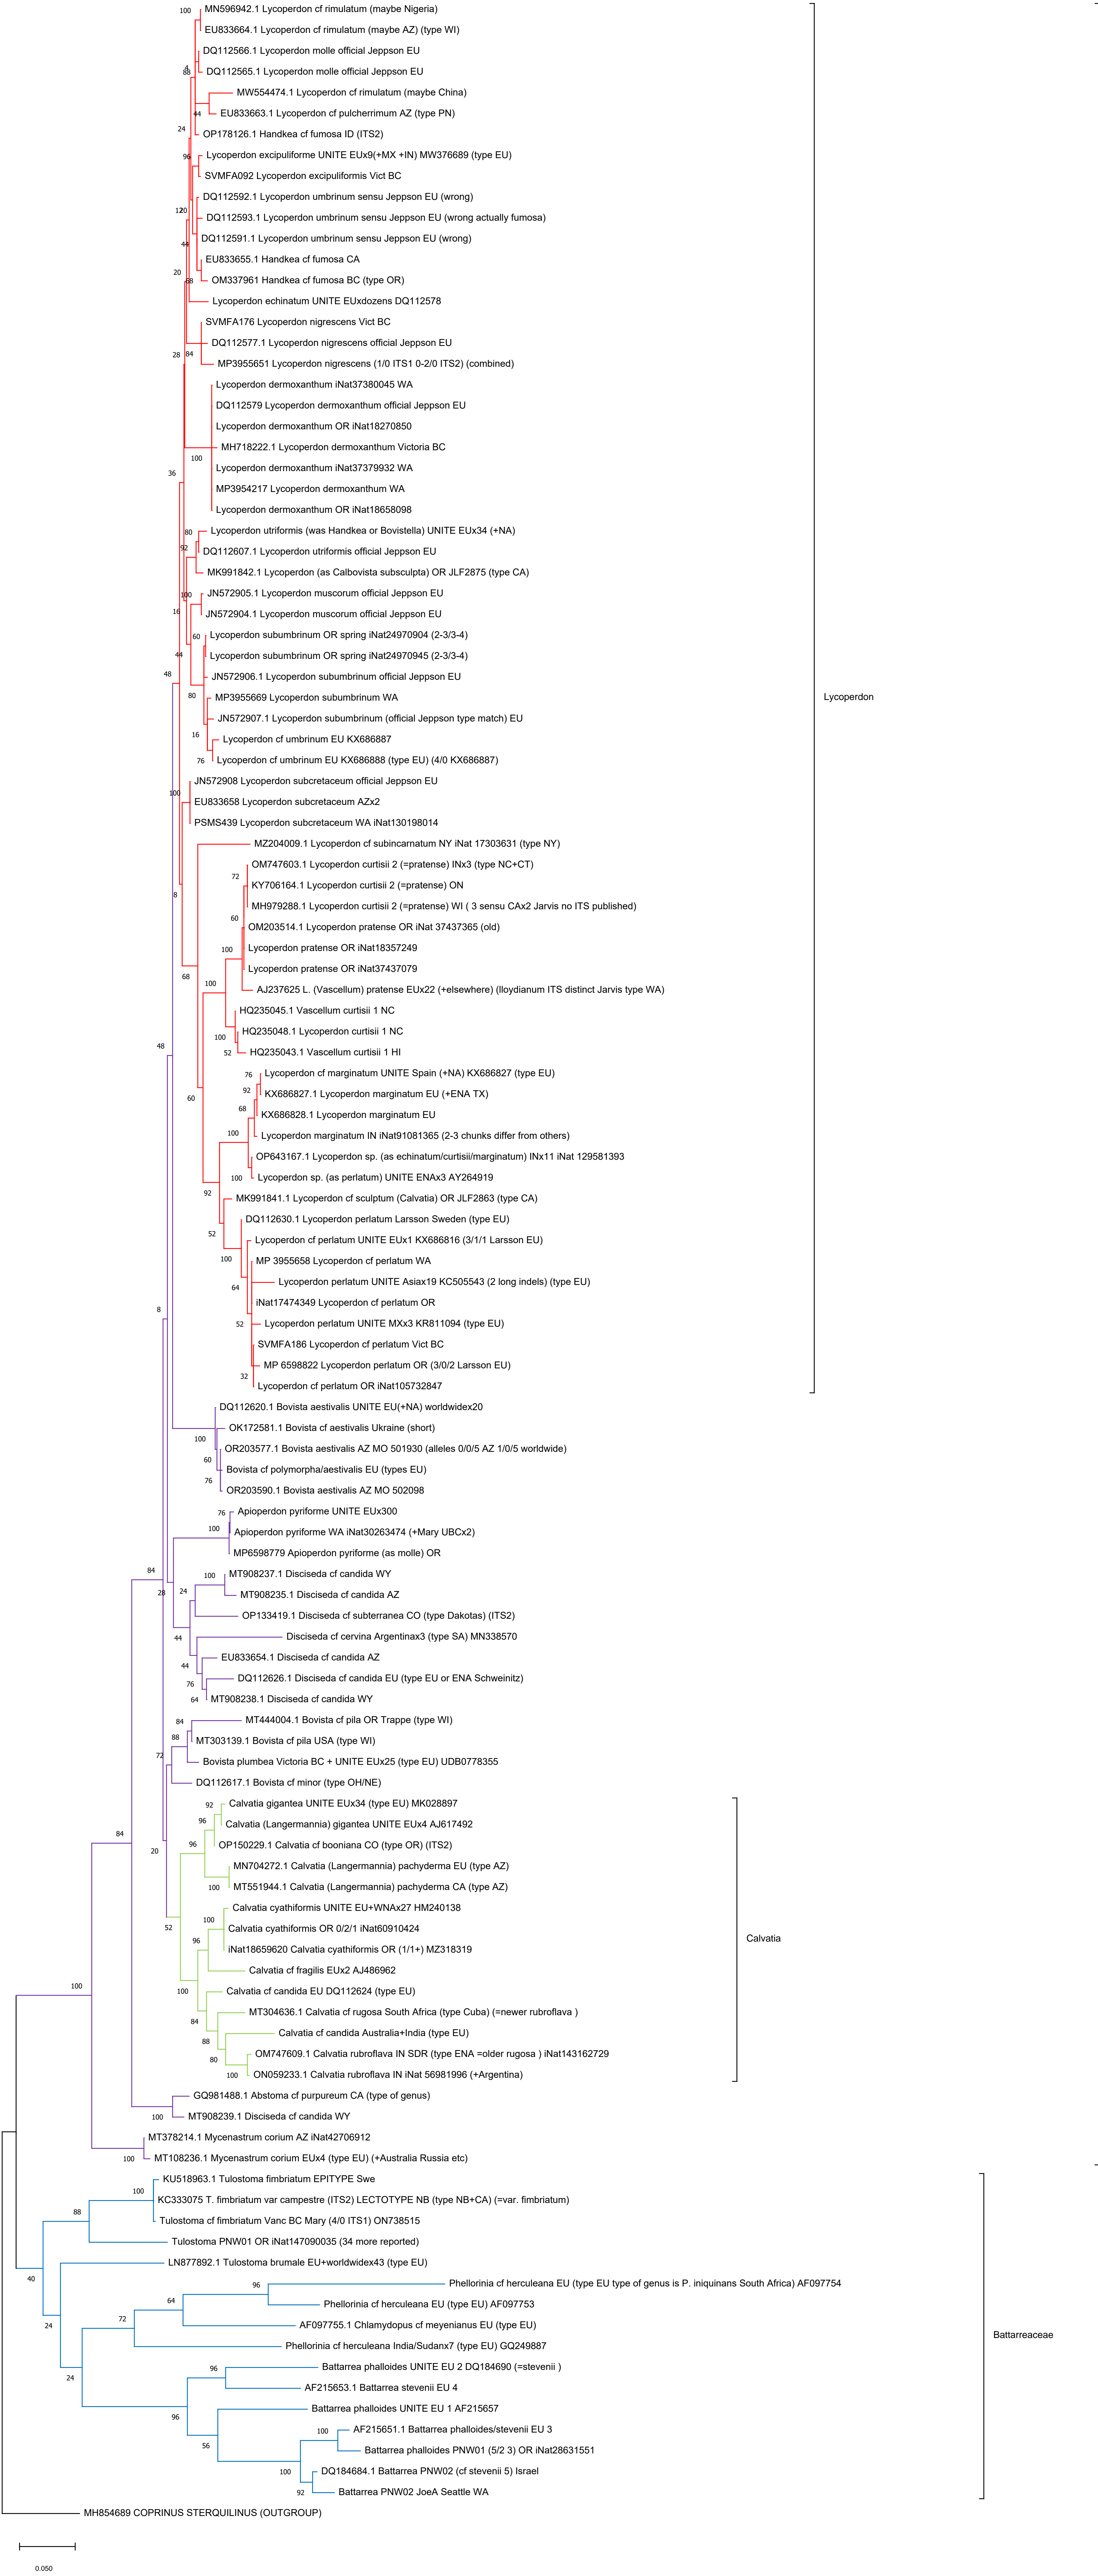 MN596942.1 Lycoperdon cf rimulatum (maybe Nigeria)
EU833664.1 Lycoperdon cf rimulatum (maybe AZ) (type WI)
DQ112566.1 Lycoperdon molle official Jeppson EU
DQ112565.1 Lycoperdon molle official Jeppson EU
MW554474.1 Lycoperdon cf rimulatum (maybe China)
EU833663.1 Lycoperdon cf pulcherrimum AZ (type PN)
OP178126.1 Handkea cf fumosa ID (ITS2)
Lycoperdon excipuliforme UNITE EUx9(+MX +IN) MW376689 (type EU)
SVMFA092 Lycoperdon excipuliformis Vict BC
DQ112592.1 Lycoperdon umbrinum sensu Jeppson EU (wrong)
DQ112593.1 Lycoperdon umbrinum sensu Jeppson EU (wrong actually fumosa)
DQ112591.1 Lycoperdon umbrinum sensu Jeppson EU (wrong)
EU833655.1 Handkea cf fumosa CA
OM337961 Handkea cf fumosa BC (type OR)
Lycoperdon echinatum UNITE EUxdozens DQ112578
SVMFA176 Lycoperdon nigrescens Vict BC
DQ112577.1 Lycoperdon nigrescens official Jeppson EU
MP3955651 Lycoperdon nigrescens (1/0 ITS1 0-2/0 ITS2) (combined)
Lycoperdon dermoxanthum iNat37380045 WA
DQ112579 Lycoperdon dermoxanthum official Jeppson EU
Lycoperdon dermoxanthum OR iNat18270850
MH718222.1 Lycoperdon dermoxanthum Victoria BC
Lycoperdon dermoxanthum iNat37379932 WA
MP3954217 Lycoperdon dermoxanthum WA
Lycoperdon dermoxanthum OR iNat18658098
Lycoperdon utriformis (was Handkea or Bovistella) UNITE EUx34 (+NA)
DQ112607.1 Lycoperdon utriformis official Jeppson EU
MK991842.1 Lycoperdon (as Calbovista subsculpta) OR JLF2875 (type CA)
JN572905.1 Lycoperdon muscorum official Jeppson EU
JN572904.1 Lycoperdon muscorum official Jeppson EU
Lycoperdon subumbrinum OR spring iNat24970904 (2-3/3-4)
Lycoperdon subumbrinum OR spring iNat24970945 (2-3/3-4)
JN572906.1 Lycoperdon subumbrinum official Jeppson EU
MP3955669 Lycoperdon subumbrinum WA
Lycoperdon
JN572907.1 Lycoperdon subumbrinum (official Jeppson type match) EU
Lycoperdon cf umbrinum EU KX686887
Lycoperdon cf umbrinum EU KX686888 (type EU) (4/0 KX686887)
JN572908 Lycoperdon subcretaceum official Jeppson EU
EU833658 Lycoperdon subcretaceum AZx2
PSMS439 Lycoperdon subcretaceum WA iNat130198014
MZ204009.1 Lycoperdon cf subincarnatum NY iNat 17303631 (type NY)
OM747603.1 Lycoperdon curtisii 2 (=pratense) INx3 (type NC+CT)
KY706164.1 Lycoperdon curtisii 2 (=pratense) ON
MH979288.1 Lycoperdon curtisii 2 (=pratense) WI ( 3 sensu CAx2 Jarvis no ITS published)
OM203514.1 Lycoperdon pratense OR iNat 37437365 (old)
Lycoperdon pratense OR iNat18357249
Lycoperdon pratense OR iNat37437079
AJ237625 L. (Vascellum) pratense EUx22 (+elsewhere) (lloydianum ITS distinct Jarvis type WA)
HQ235045.1 Vascellum curtisii 1 NC
HQ235048.1 Lycoperdon curtisii 1 NC
HQ235043.1 Vascellum curtisii 1 HI
Lycoperdon cf marginatum UNITE Spain (+NA) KX686827 (type EU)
KX686827.1 Lycoperdon marginatum EU (+ENA TX)
KX686828.1 Lycoperdon marginatum EU
Lycoperdon marginatum IN iNat91081365 (2-3 chunks differ from others)
OP643167.1 Lycoperdon sp. (as echinatum/curtisii/marginatum) INx11 iNat 129581393
Lycoperdon sp. (as perlatum) UNITE ENAx3 AY264919
MK991841.1 Lycoperdon cf sculptum (Calvatia) OR JLF2863 (type CA)
DQ112630.1 Lycoperdon perlatum Larsson Sweden (type EU)
Lycoperdon cf perlatum UNITE EUx1 KX686816 (3/1/1 Larsson EU)
MP 3955658 Lycoperdon cf perlatum WA
Lycoperdon perlatum UNITE Asiax19 KC505543 (2 long indels) (type EU)
iNat17474349 Lycoperdon cf perlatum OR
Lycoperdon perlatum UNITE MXx3 KR811094 (type EU)
SVMFA186 Lycoperdon cf perlatum Vict BC
MP 6598822 Lycoperdon perlatum OR (3/0/2 Larsson EU)
Lycoperdon cf perlatum OR iNat105732847
DQ112620.1 Bovista aestivalis UNITE EU(+NA) worldwidex20
OK172581.1 Bovista cf aestivalis Ukraine (short)
OR203577.1 Bovista aestivalis AZ MO 501930 (alleles 0/0/5 AZ 1/0/5 worldwide)
Bovista cf polymorpha/aestivalis EU (types EU)
OR203590.1 Bovista aestivalis AZ MO 502098
Apioperdon pyriforme UNITE EUx300
Apioperdon pyriforme WA iNat30263474 (+Mary UBCx2)
MP6598779 Apioperdon pyriforme (as molle) OR
MT908237.1 Disciseda cf candida WY
MT908235.1 Disciseda cf candida AZ
OP133419.1 Disciseda cf subterranea CO (type Dakotas) (ITS2)
Disciseda cf cervina Argentinax3 (type SA) MN338570
EU833654.1 Disciseda cf candida AZ
DQ112626.1 Disciseda cf candida EU (type EU or ENA Schweinitz)
MT908238.1 Disciseda cf candida WY
MT444004.1 Bovista cf pila OR Trappe (type WI)
MT303139.1 Bovista cf pila USA (type WI)
Bovista plumbea Victoria BC + UNITE EUx25 (type EU) UDB0778355
DQ112617.1 Bovista cf minor (type OH/NE)
Calvatia gigantea UNITE EUx34 (type EU) MK028897
Calvatia (Langermannia) gigantea UNITE EUx4 AJ617492
OP150229.1 Calvatia cf booniana CO (type OR) (ITS2)
MN704272.1 Calvatia (Langermannia) pachyderma EU (type AZ)
MT551944.1 Calvatia (Langermannia) pachyderma CA (type AZ)
Calvatia cyathiformis UNITE EU+WNAx27 HM240138
Calvatia cyathiformis OR 0/2/1 iNat60910424
Calvatia
iNat18659620 Calvatia cyathiformis OR (1/1+) MZ318319
Calvatia cf fragilis EUx2 AJ486962
Calvatia cf candida EU DQ112624 (type EU)
MT304636.1 Calvatia cf rugosa South Africa (type Cuba) (=newer rubroflava )
Calvatia cf candida Australia+India (type EU)
OM747609.1 Calvatia rubroflava IN SDR (type ENA =older rugosa ) iNat143162729
ON059233.1 Calvatia rubroflava IN iNat 56981996 (+Argentina)
GQ981488.1 Abstoma cf purpureum CA (type of genus)
MT908239.1 Disciseda cf candida WY
MT378214.1 Mycenastrum corium AZ iNat42706912
MT108236.1 Mycenastrum corium EUx4 (type EU) (+Australia Russia etc)
KU518963.1 Tulostoma fimbriatum EPITYPE Swe
KC333075 T. fimbriatum var campestre (ITS2) LECTOTYPE NB (type NB+CA) (=var. fimbriatum)
Tulostoma cf fimbriatum Vanc BC Mary (4/0 ITS1) ON738515
Tulostoma PNW01 OR iNat147090035 (34 more reported)
LN877892.1 Tulostoma brumale EU+worldwidex43 (type EU)
Phellorinia cf herculeana EU (type EU type of genus is P. iniquinans South Africa) AF097754
Phellorinia cf herculeana EU (type EU) AF097753
AF097755.1 Chlamydopus cf meyenianus EU (type EU)
Battarreaceae
Phellorinia cf herculeana India/Sudanx7 (type EU) GQ249887
Battarrea phalloides UNITE EU 2 DQ184690 (=stevenii )
AF215653.1 Battarrea stevenii EU 4
Battarrea phalloides UNITE EU 1 AF215657
AF215651.1 Battarrea phalloides/stevenii EU 3
Battarrea phalloides PNW01 (5/2 3) OR iNat28631551
DQ184684.1 Battarrea PNW02 (cf stevenii 5) Israel
Battarrea PNW02 JoeA Seattle WA
MH854689 COPRINUS STERQUILINUS (OUTGROUP)
0.050